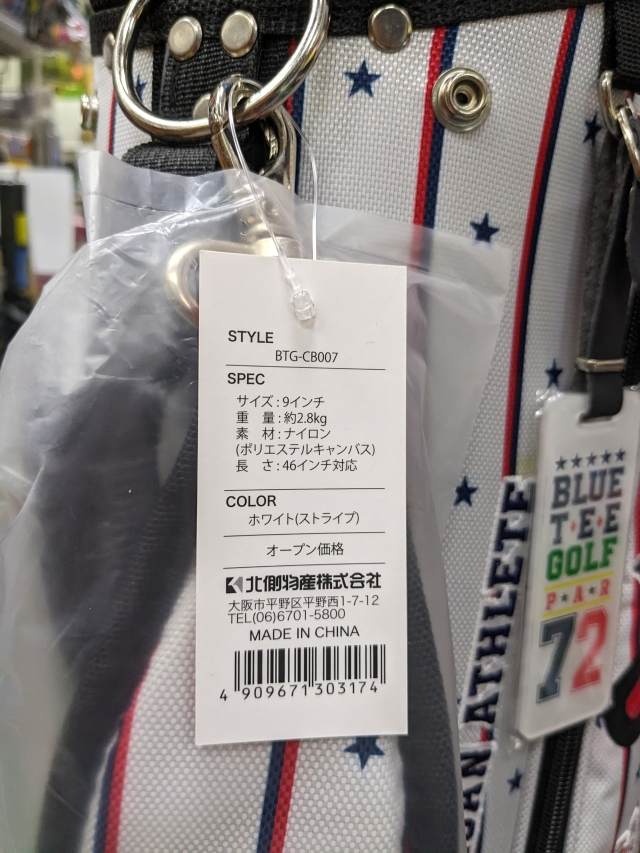 STYLE
BTG-CB007
SPEC
サイズ : 9インチ
重　量 : 約2.8kg
素　材 : ナイロン
(ポリエステルキャンバス)
長　さ : 46インチ対応
COLOR
ホワイト(ストライプ)
オープン価格
北側物産株式会社
大阪市平野区平野西1-7-12
TEL(06)6701-5800
MADE IN CHINA
4 909671 303174
BLUE
T•E•E
GOLF
P★A★R
72
ATHLETE